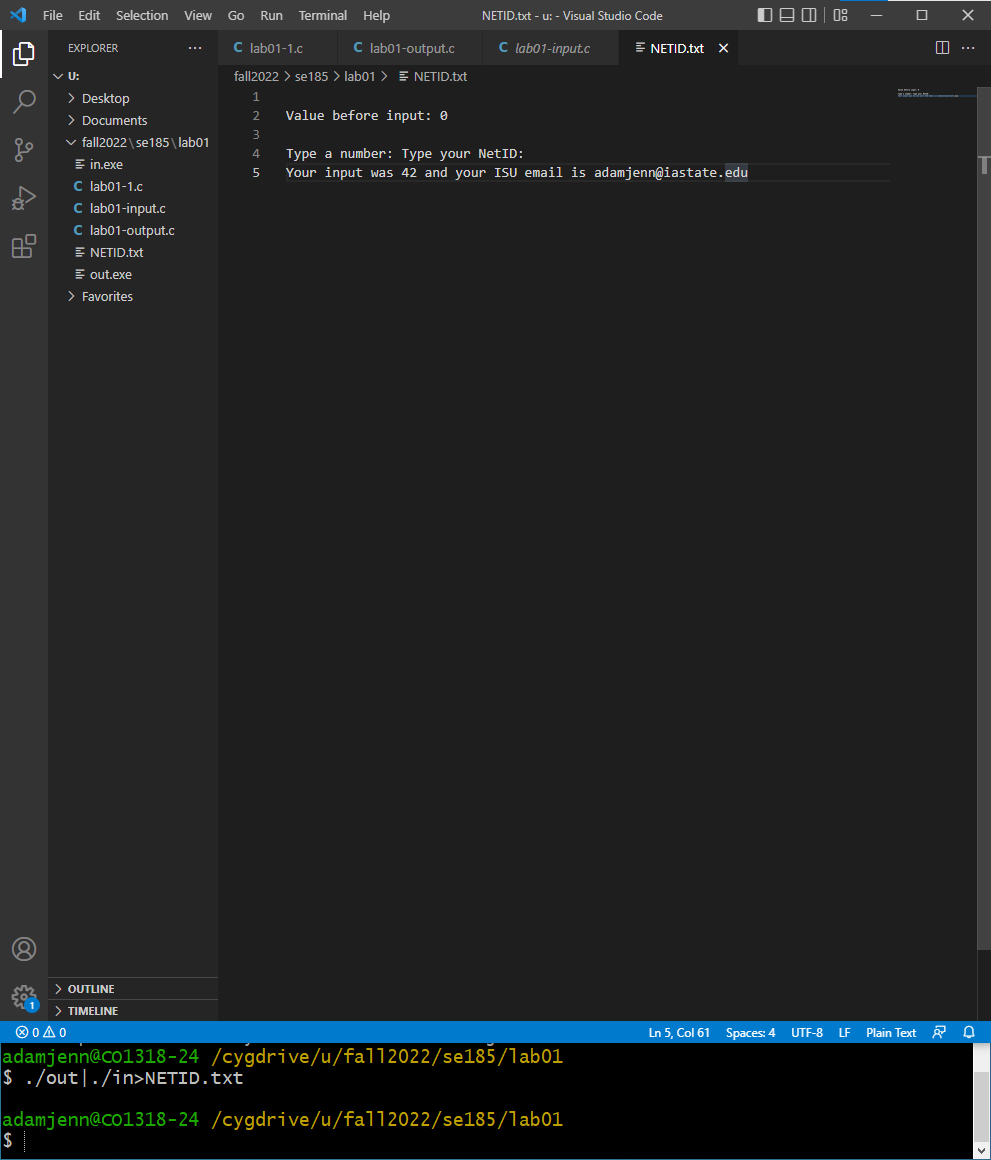 File Edit Selection View Go Run Terminal Help NETID.txt - u: - Visual Studio Code
EXPLORER ··· C lab01-1.c C lab01-output.c C lab01-input.c NETID.txt
fall2022 > se185 > lab01 > NETID.txt
U:
Desktop
Documents
fall2022\se185\lab01
in.exe
C lab01-1.c
C lab01-input.c
C lab01-output.c
NETID.txt
out.exe
Favorites
1
2 Value before input: 0
3
4 Type a number: Type your NetID:
5 Your input was 42 and your ISU email is adamjenn@iastate.edu
OUTLINE
1
TIMELINE
0 0 Ln 5, Col 61 Spaces: 4 UTF-8 LF Plain Text
adamjenn@CO1318-24 /cygdrive/u/fall2022/se185/lab01
$ ./out|./in>NETID.txt
adamjenn@CO1318-24 /cygdrive/u/fall2022/se185/lab01
$